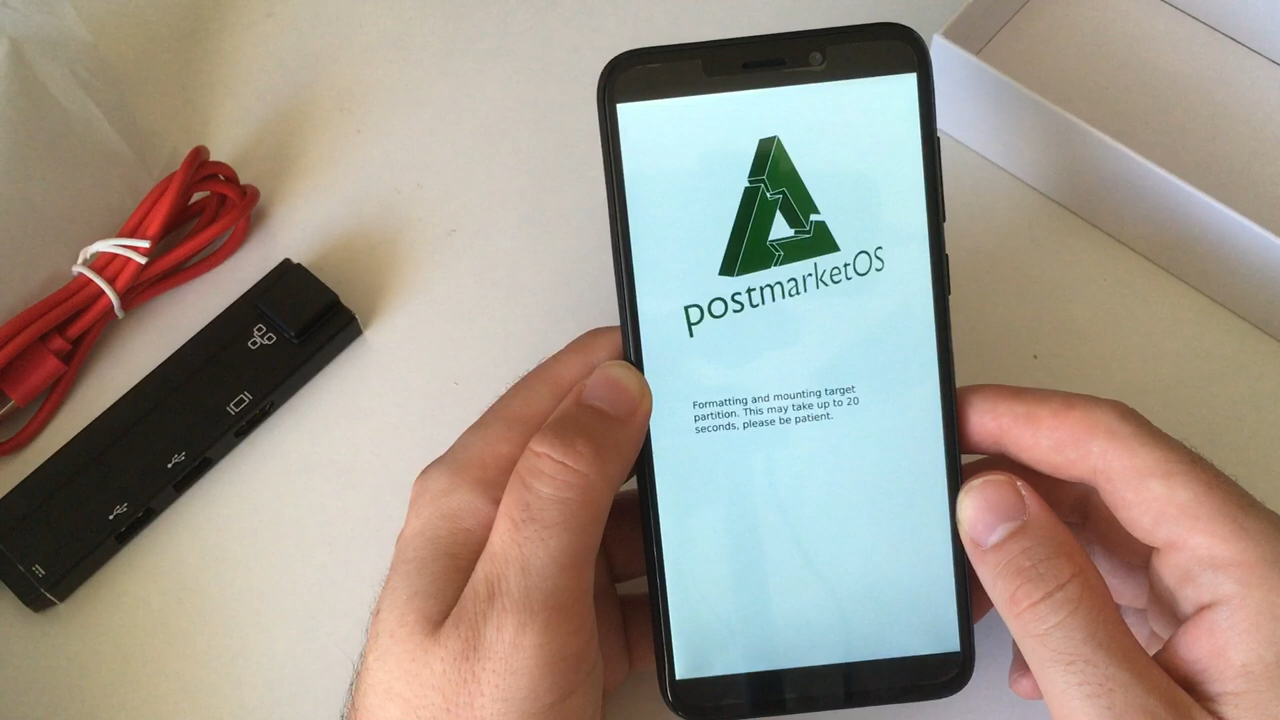 postmarketOS
Formatting and mounting target
partition. This may take up to 20
seconds, please be patient.